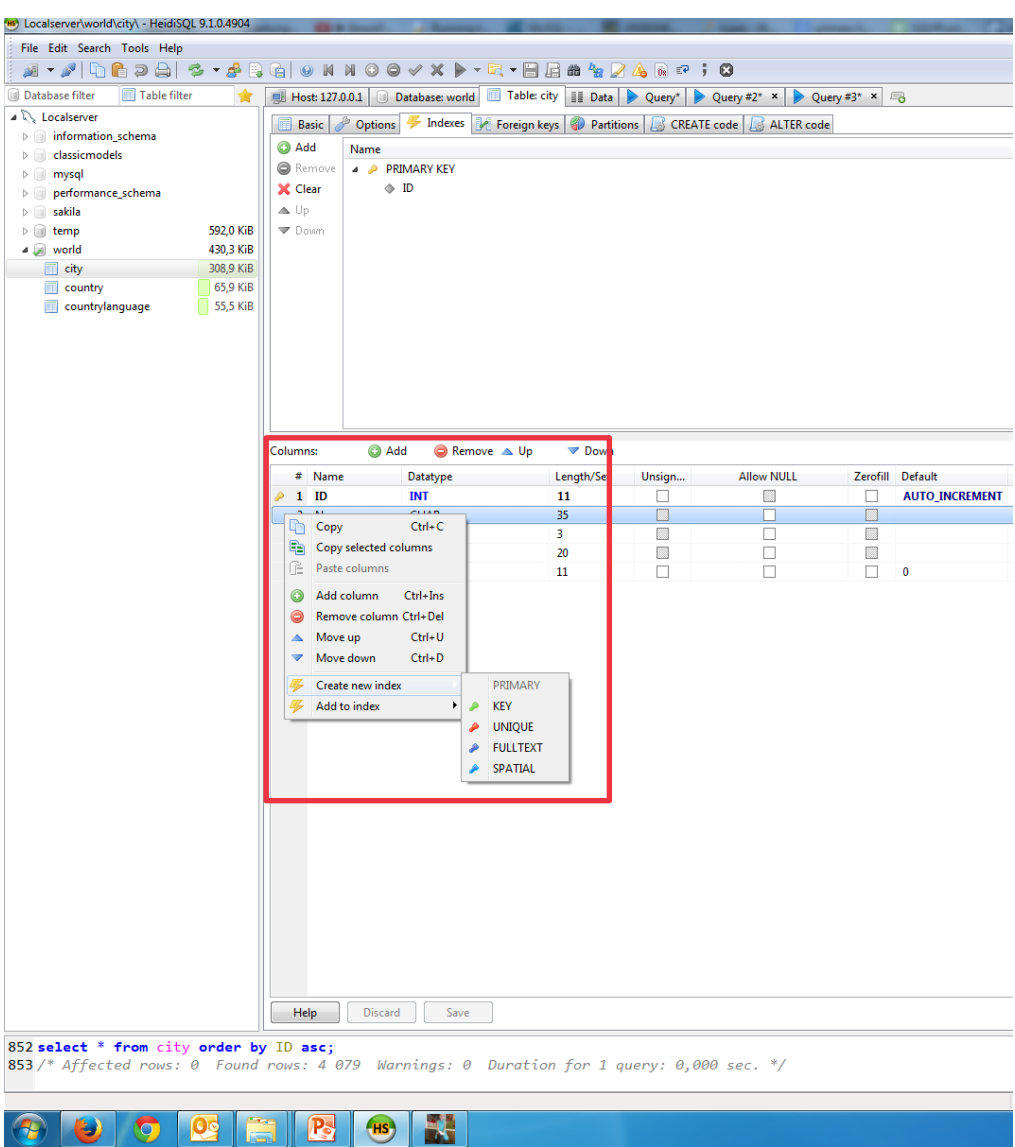 Localserver\world\city\ - HeidiSQL 9.1.0.4904
File Edit Search Tools Help
Database filter Table filter Host: 127.0.0.1 Database: world Table: city Data Query* Query #2* × Query #3* ×
Localserver
information_schema
classicmodels
mysql
performance_schema
sakila
temp 592,0 KiB
world 430,3 KiB
city 308,9 KiB
country 65,9 KiB
countrylanguage 55,5 KiB
Basic Options Indexes Foreign keys Partitions CREATE code ALTER code
Add
Remove
Clear
Up
Down
Name
PRIMARY KEY
ID
Columns: Add Remove Up Down
# Name Datatype Length/Se Unsign... Allow NULL Zerofill Default
1 ID INT 11 AUTO_INCREMENT
35
3
20
11 0
Copy Ctrl+C
Copy selected columns
Paste columns
Add column Ctrl+Ins
Remove column Ctrl+Del
Move up Ctrl+U
Move down Ctrl+D
Create new index
Add to index
PRIMARY
KEY
UNIQUE
FULLTEXT
SPATIAL
Help Discard Save
852 select * from city order by ID asc;
853 /* Affected rows: 0 Found rows: 4 079 Warnings: 0 Duration for 1 query: 0,000 sec. */
HS